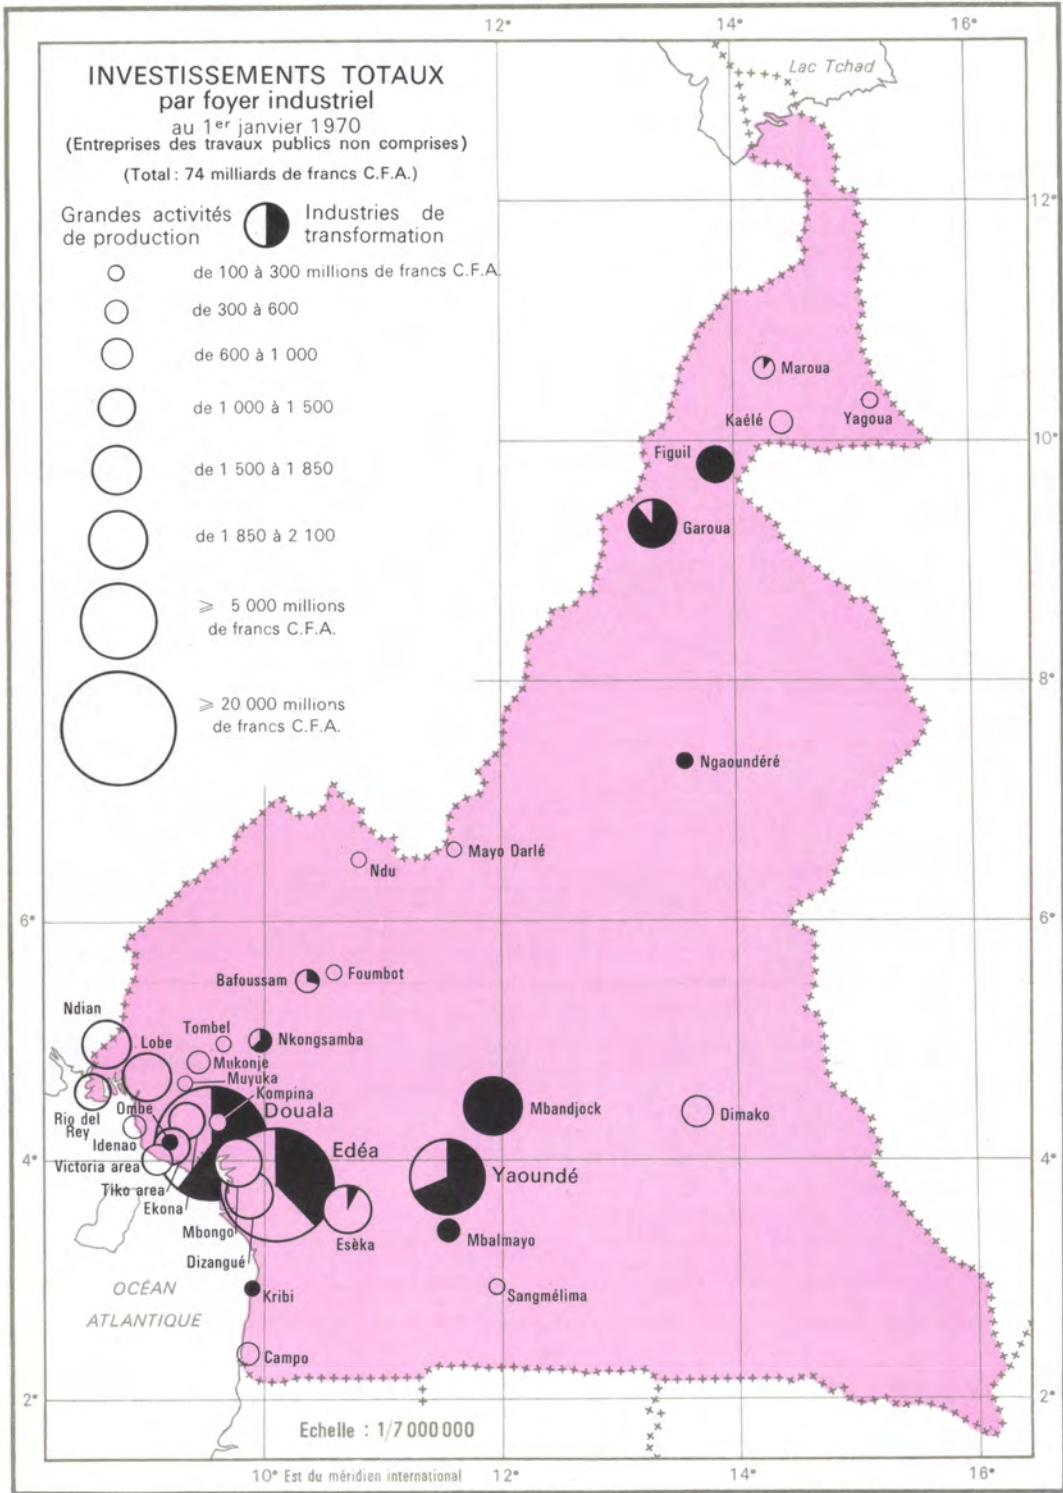 12°
14°
16°
Lac Tchad
INVESTISSEMENTS TOTAUX
par foyer industriel
au 1er janvier 1970
(Entreprises des travaux publics non comprises)
(Total : 74 milliards de francs C.F.A.)
Grandes activités de production
Industries de transformation
de 100 à 300 millions de francs C.F.A.
de 300 à 600
de 600 à 1 000
de 1 000 à 1 500
de 1 500 à 1 850
de 1 850 à 2 100
⩾ 5 000 millions
de francs C.F.A.
⩾ 20 000 millions
de francs C.F.A.
12°
Maroua
Kaélé
Yagoua
10°
Figuil
Garoua
8°
Ngaoundéré
Mayo Darlé
Ndu
6°
6°
Foumbot
Bafoussam
Ndian
Tombel
Nkongsamba
Lobe
Mukonje
Muyuka
Kompina
Ombe
Douala
Mbandjock
Dimako
Rio del
Rey
Idenao
Edéa
4°
Victoria area
4°
Yaoundé
Tiko area
Ekona
Mbongo
Esèka
Mbalmayo
Dizangué
OCÉAN
ATLANTIQUE
Kribi
Sangmélima
Campo
2°
2°
Echelle : 1/7 000 000
10° Est du méridien international
12°
14°
16°